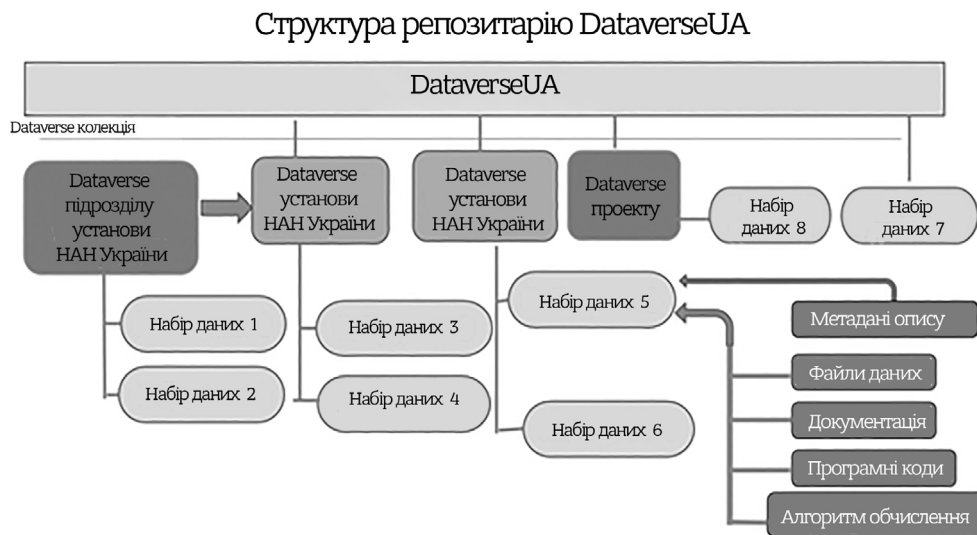 Структура репозитарію DataverseUA
DataverseUA
Dataverse колекція
Dataverse
підрозділу
установи
НАН України
Dataverse
установи
НАН України
Dataverse
установи
НАН України
Dataverse
проекту
Набір
даних 8
Набір
даних 7
Набір даних 1
Набір даних 2
Набір даних 3
Набір даних 4
Набір даних 5
Набір даних 6
Метадані опису
Файли даних
Документація
Програмні коди
Алгоритм обчислення